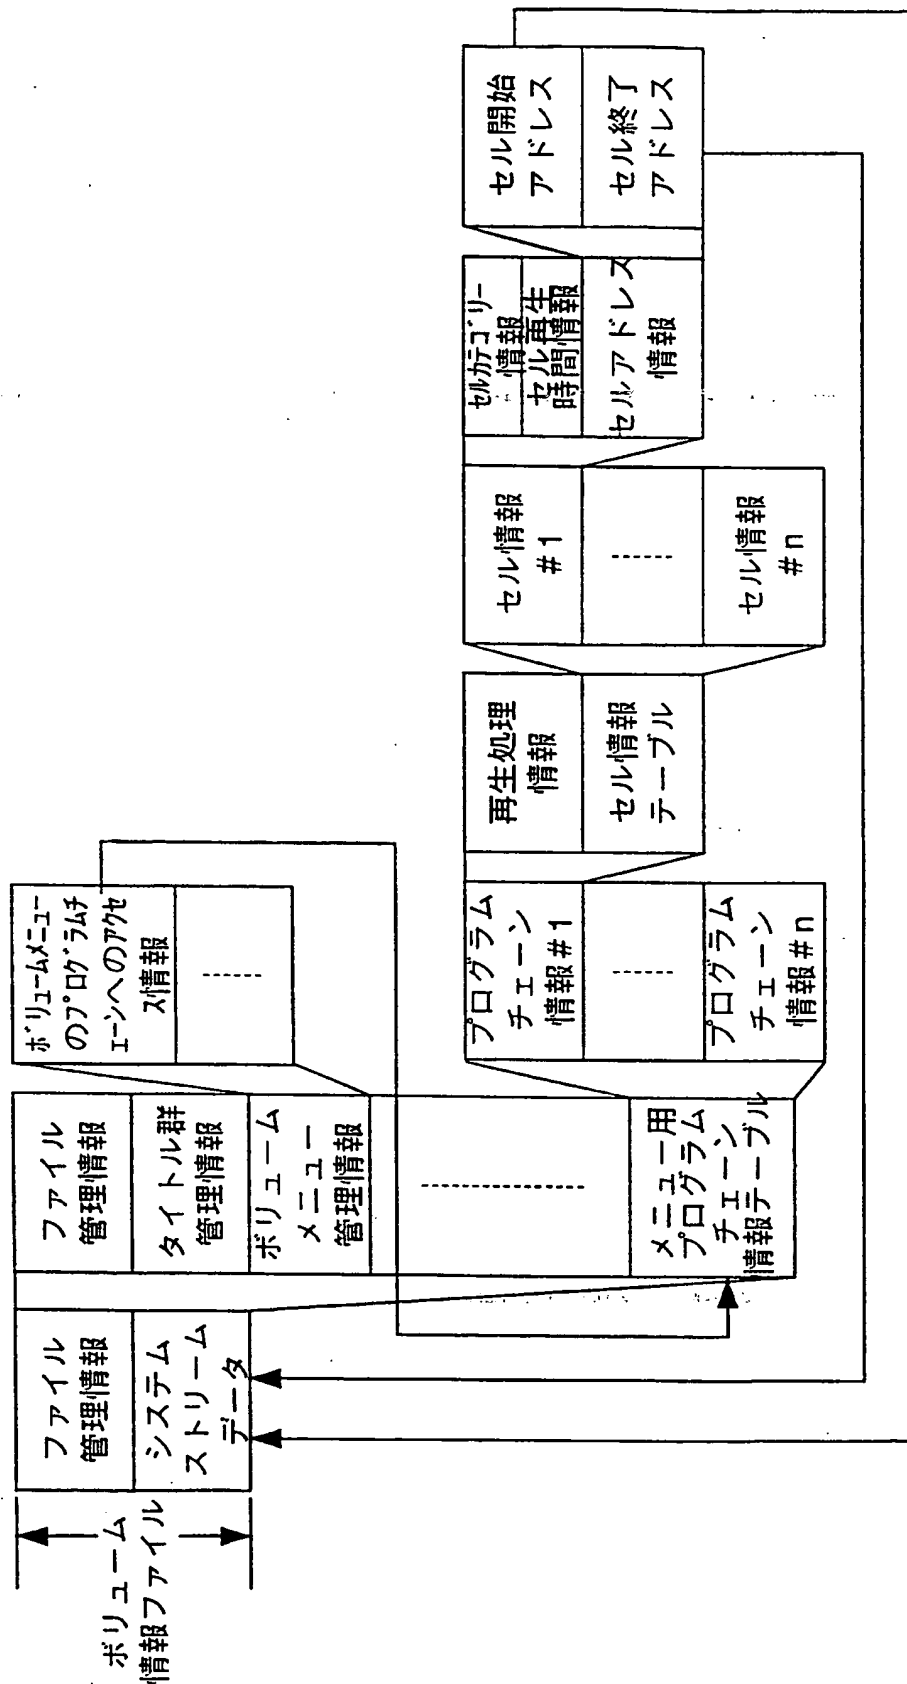 ボリューム
情報ファイル
ファイル
管理情報
システム
ストリーム
データ
ファイル
管理情報
タイトル群
管理情報
ボリューム
メニュー
管理情報
メニュー用
プログラム
チェーン
情報テーブル
ボリュームメニュー
のプログラムチ
ェーンへのアクセ
ス情報
プログラム
チェーン
情報#1
プログラム
チェーン
情報#n
再生処理
情報
セル情報
テーブル
セル情報
#1
セル情報
#n
セルカテゴリー
情報
セル再生
時間情報
セルアドレス
情報
セル開始
アドレス
セル終了
アドレス